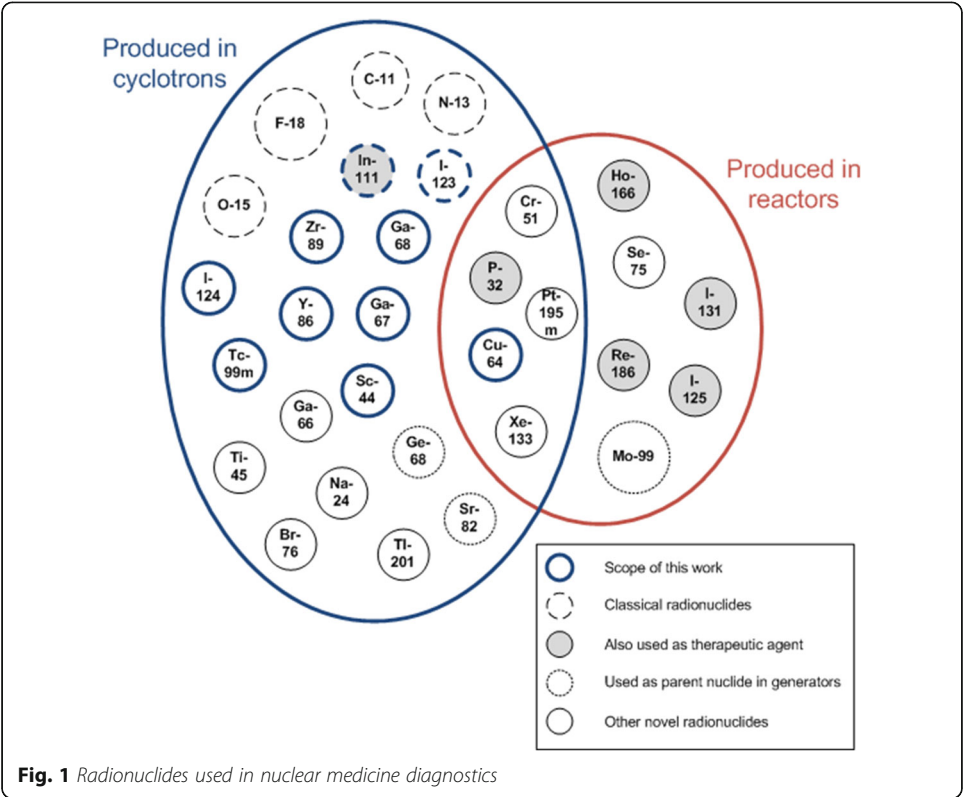 Produced in
cyclotrons
C-11
N-13
F-18
In-
111
I-
123
O-15
Zr-
89
Ga-
68
I-
124
Y-
86
Ga-
67
Tc-
99m
Sc-
44
Ga-
66
Ge-
68
Ti-
45
Na-
24
Sr-
82
Br-
76
Tl-
201
Cr-
51
P-
32
Pt-
195
m
Cu-
64
Xe-
133
Produced in
reactors
Ho-
166
Se-
75
I-
131
Re-
186
I-
125
Mo-99
Scope of this work
Classical radionuclides
Also used as therapeutic agent
Used as parent nuclide in generators
Other novel radionuclides
Fig. 1 Radionuclides used in nuclear medicine diagnostics